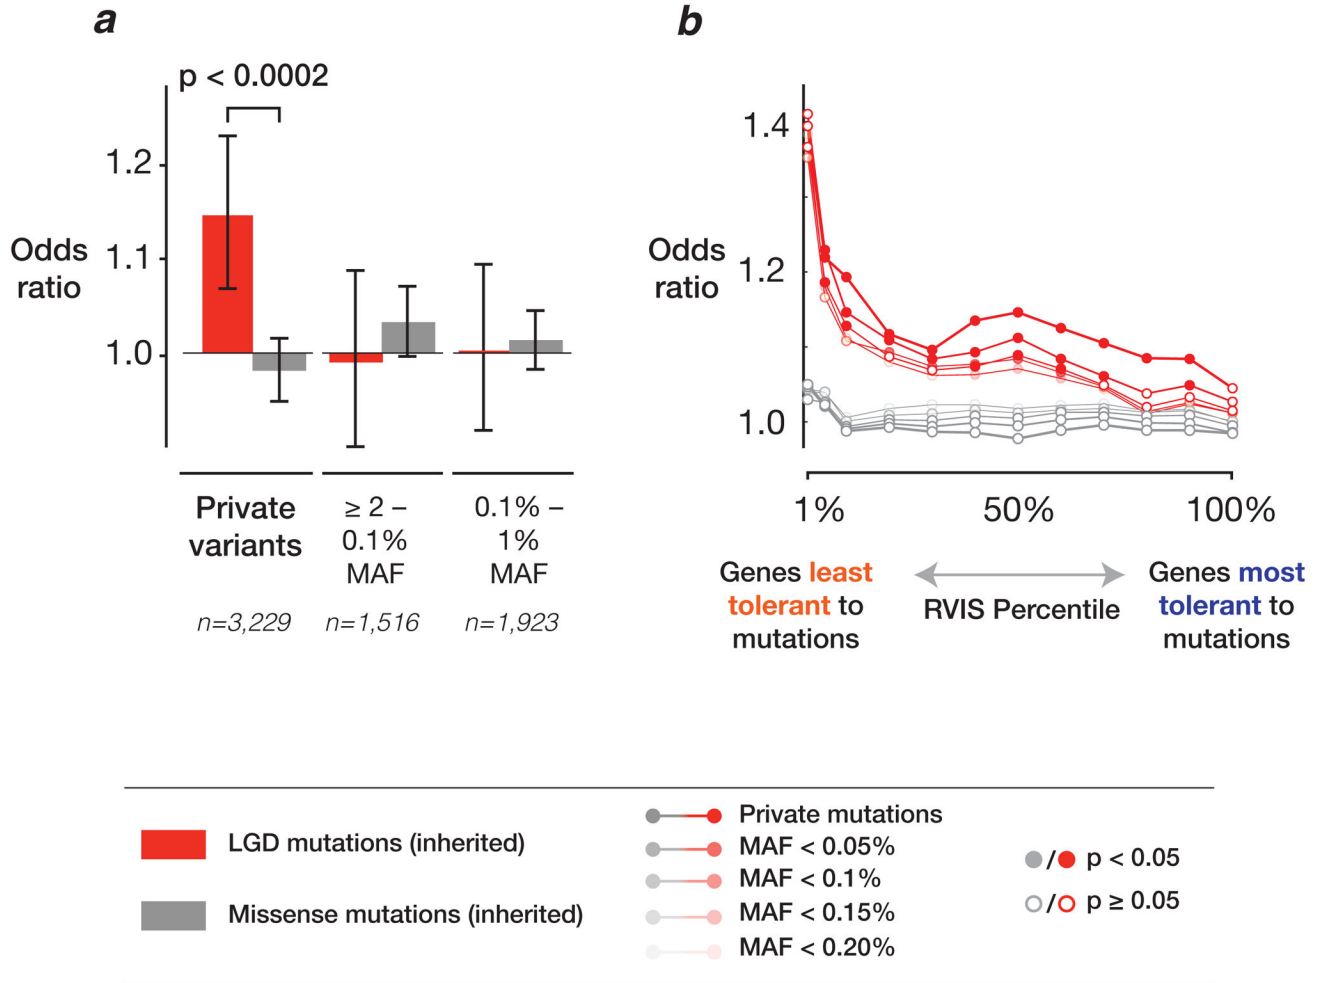 a
p < 0.0002
1.2
1.1
1.0
Odds
ratio
Private
variants
≥ 2 –
0.1%
MAF
0.1% –
1%
MAF
n=3,229
n=1,516
n=1,923
b
1.4
1.2
1.0
Odds
ratio
1%
50%
100%
Genes least
tolerant to
mutations
RVIS Percentile
Genes most
tolerant to
mutations
LGD mutations (inherited)
Missense mutations (inherited)
Private mutations
MAF < 0.05%
MAF < 0.1%
MAF < 0.15%
MAF < 0.20%
/ p < 0.05
/ p ≥ 0.05